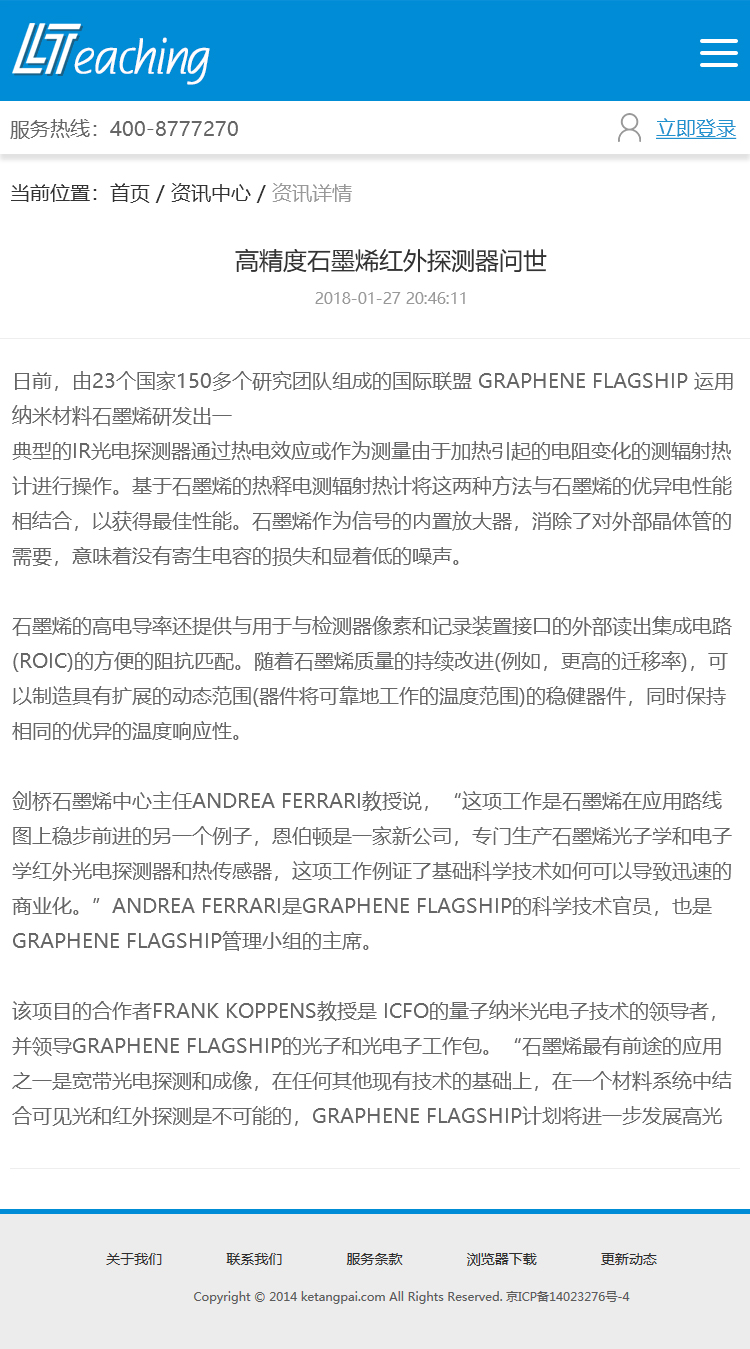 LLTeaching
服务热线：400-8777270
立即登录
当前位置：首页 / 资讯中心 / 资讯详情
高精度石墨烯红外探测器问世
2018-01-27 20:46:11
日前，由23个国家150多个研究团队组成的国际联盟 GRAPHENE FLAGSHIP 运用
纳米材料石墨烯研发出一
典型的IR光电探测器通过热电效应或作为测量由于加热引起的电阻变化的测辐射热
计进行操作。基于石墨烯的热释电测辐射热计将这两种方法与石墨烯的优异电性能
相结合，以获得最佳性能。石墨烯作为信号的内置放大器，消除了对外部晶体管的
需要，意味着没有寄生电容的损失和显着低的噪声。
石墨烯的高电导率还提供与用于与检测器像素和记录装置接口的外部读出集成电路
(ROIC)的方便的阻抗匹配。随着石墨烯质量的持续改进(例如，更高的迁移率)，可
以制造具有扩展的动态范围(器件将可靠地工作的温度范围)的稳健器件，同时保持
相同的优异的温度响应性。
剑桥石墨烯中心主任ANDREA FERRARI教授说，“这项工作是石墨烯在应用路线
图上稳步前进的另一个例子，恩伯顿是一家新公司，专门生产石墨烯光子学和电子
学红外光电探测器和热传感器，这项工作例证了基础科学技术如何可以导致迅速的
商业化。”ANDREA FERRARI是GRAPHENE FLAGSHIP的科学技术官员，也是
GRAPHENE FLAGSHIP管理小组的主席。
该项目的合作者FRANK KOPPENS教授是 ICFO的量子纳米光电子技术的领导者，
并领导GRAPHENE FLAGSHIP的光子和光电子工作包。“石墨烯最有前途的应用
之一是宽带光电探测和成像，在任何其他现有技术的基础上，在一个材料系统中结
合可见光和红外探测是不可能的，GRAPHENE FLAGSHIP计划将进一步发展高光
关于我们 联系我们 服务条款 浏览器下载 更新动态
Copyright © 2014 ketangpai.com All Rights Reserved. 京ICP备14023276号-4